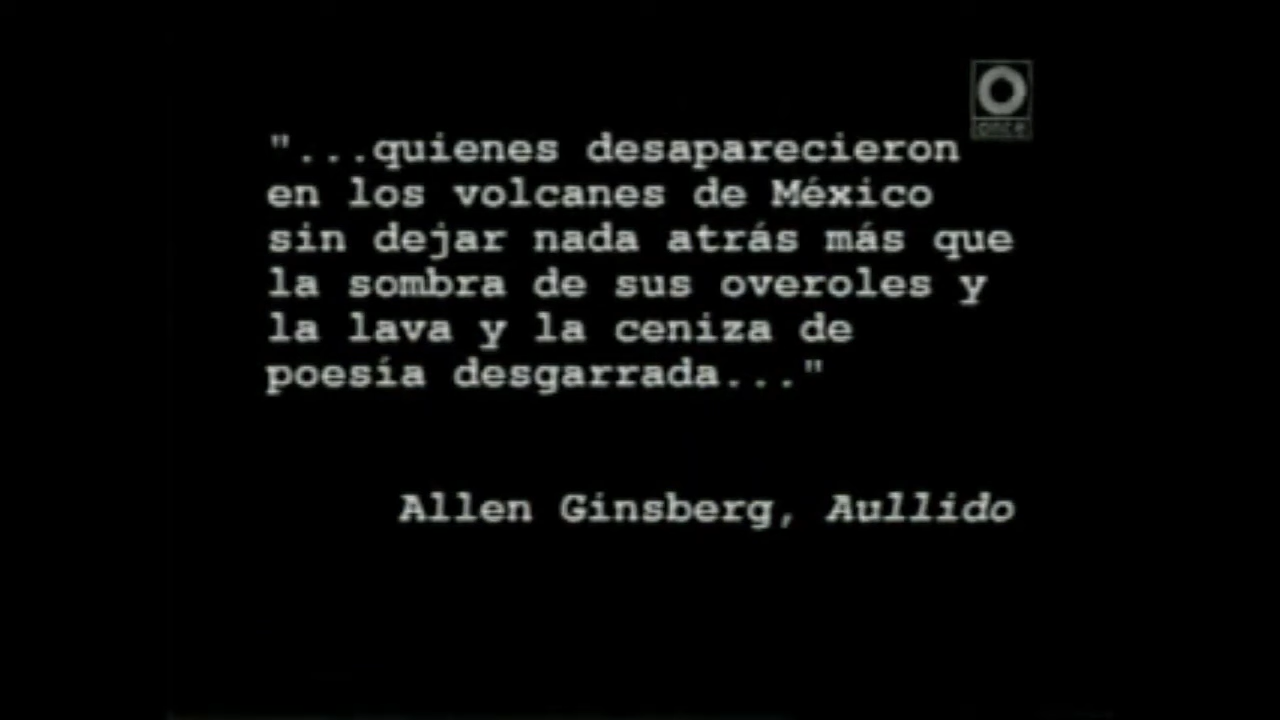 once
"...quienes desaparecieron
en los volcanes de México
sin dejar nada atrás más que
la sombra de sus overoles y
la lava y la ceniza de
poesía desgarrada..."
Allen Ginsberg, Aullido